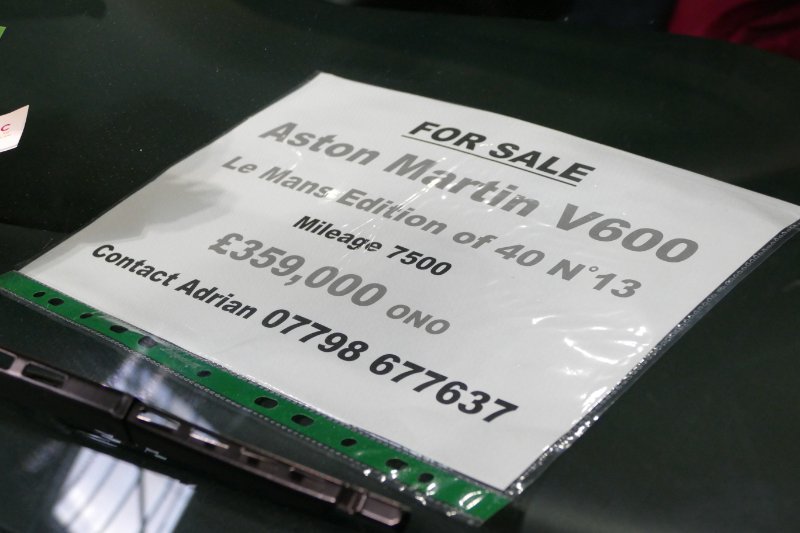 FOR SALE
Aston Martin V600
Le Mans Edition of 40 N°13
Mileage 7500
£359,000 ONO
Contact Adrian 07798 677637
C